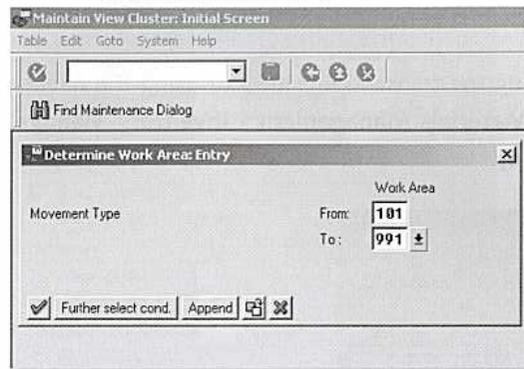 Maintain View Cluster: Initial Screen
Table Edit Goto System Help
Find Maintenance Dialog
Determine Work Area: Entry
Work Area
Movement Type From: 101
To: 991
Further select cond. Append